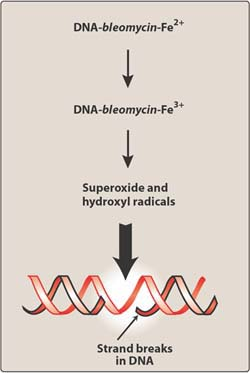 DNA-bleomycin-Fe2+
DNA-bleomycin-Fe3+
Superoxide and
hydroxyl radicals
Strand breaks
in DNA